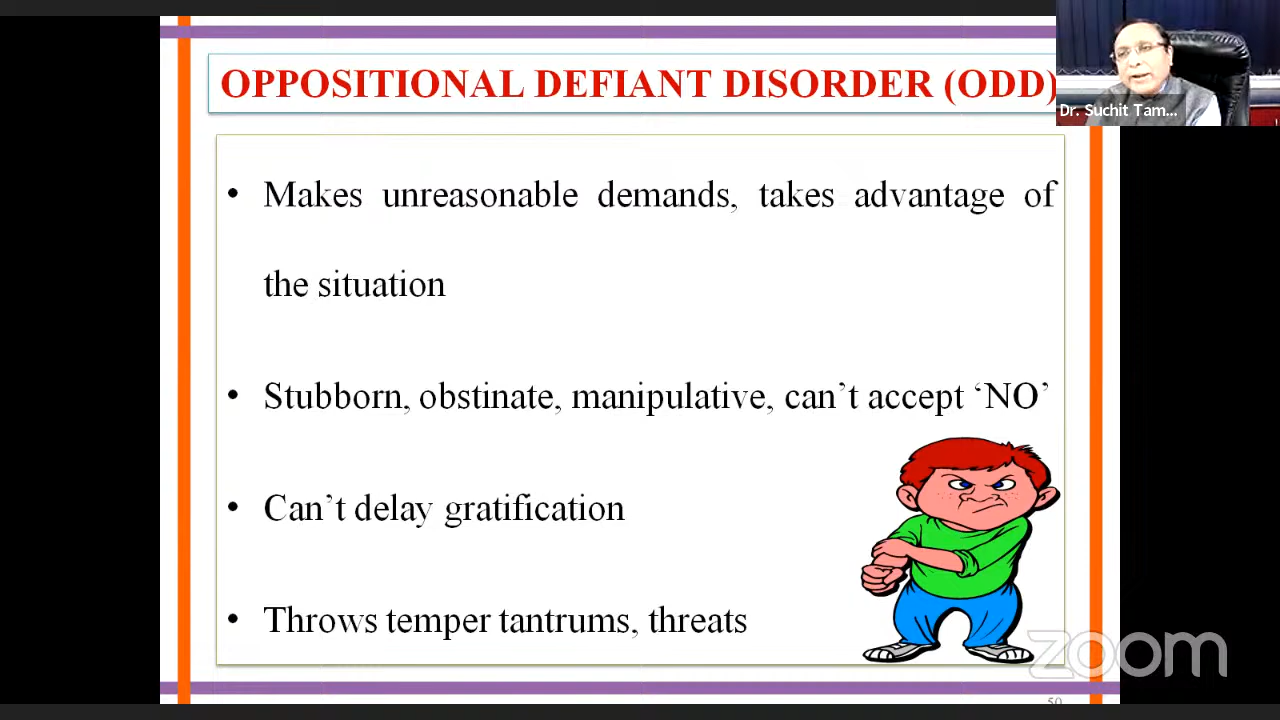 OPPOSITIONAL DEFIANT DISORDER (ODD)
Dr. Suchit Tam...
• Makes unreasonable demands, takes advantage of
the situation
• Stubborn, obstinate, manipulative, can’t accept ‘NO’
• Can’t delay gratification
• Throws temper tantrums, threats
zoom
50